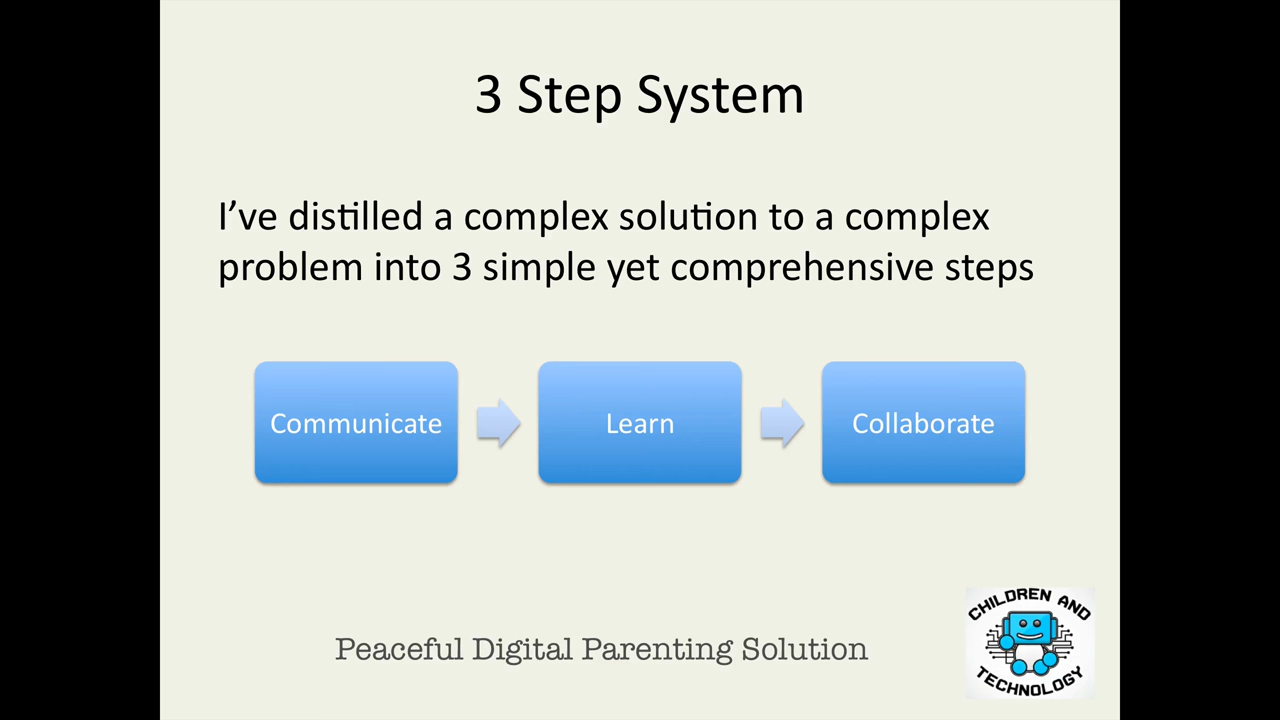 3 Step System
I’ve distilled a complex solution to a complex
problem into 3 simple yet comprehensive steps
Communicate
Learn
Collaborate
Peaceful Digital Parenting Solution
CHILDREN AND
TECHNOLOGY